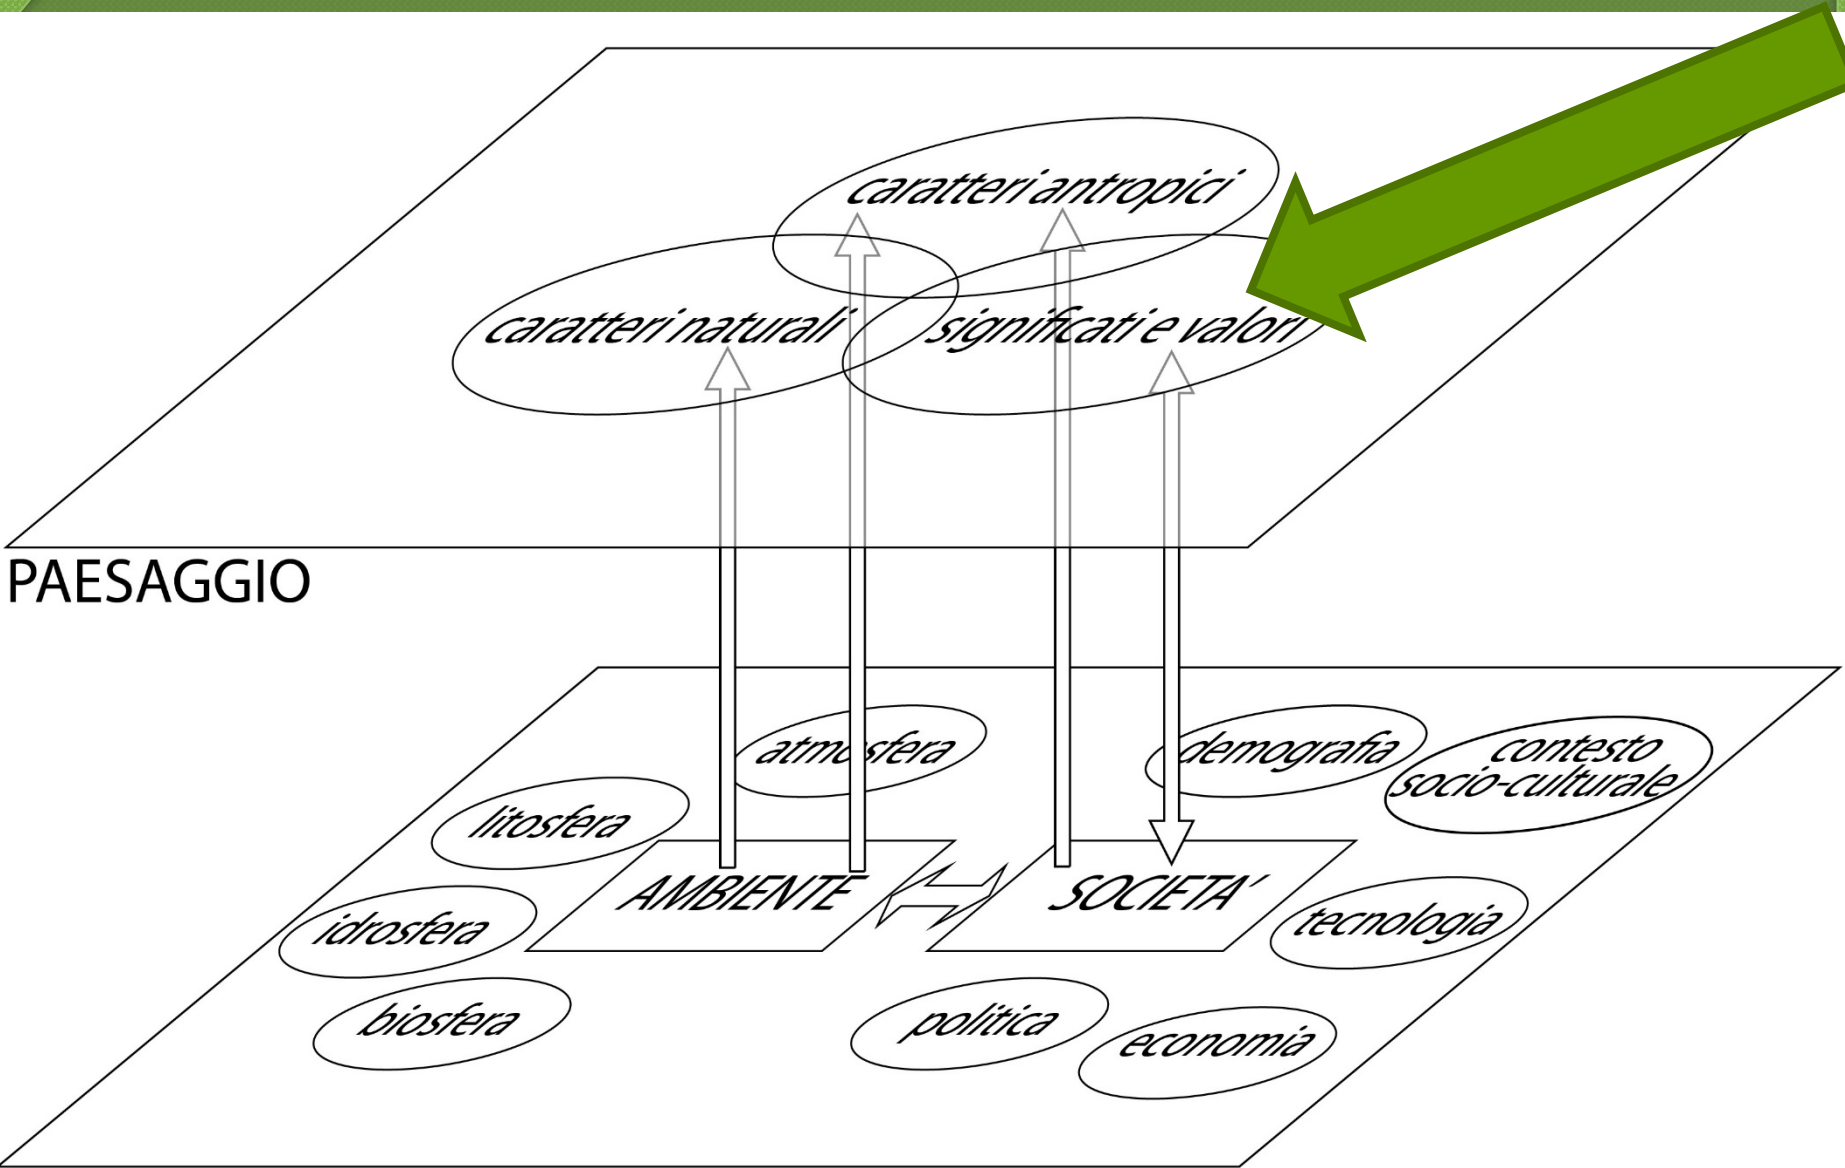 caratteri antropici
caratteri naturali
significati e valori
PAESAGGIO
atmosfera
demografia
contesto
socio-culturale
litosfera
AMBIENTE
SOCIETA'
idrosfera
tecnologia
biosfera
politica
economia